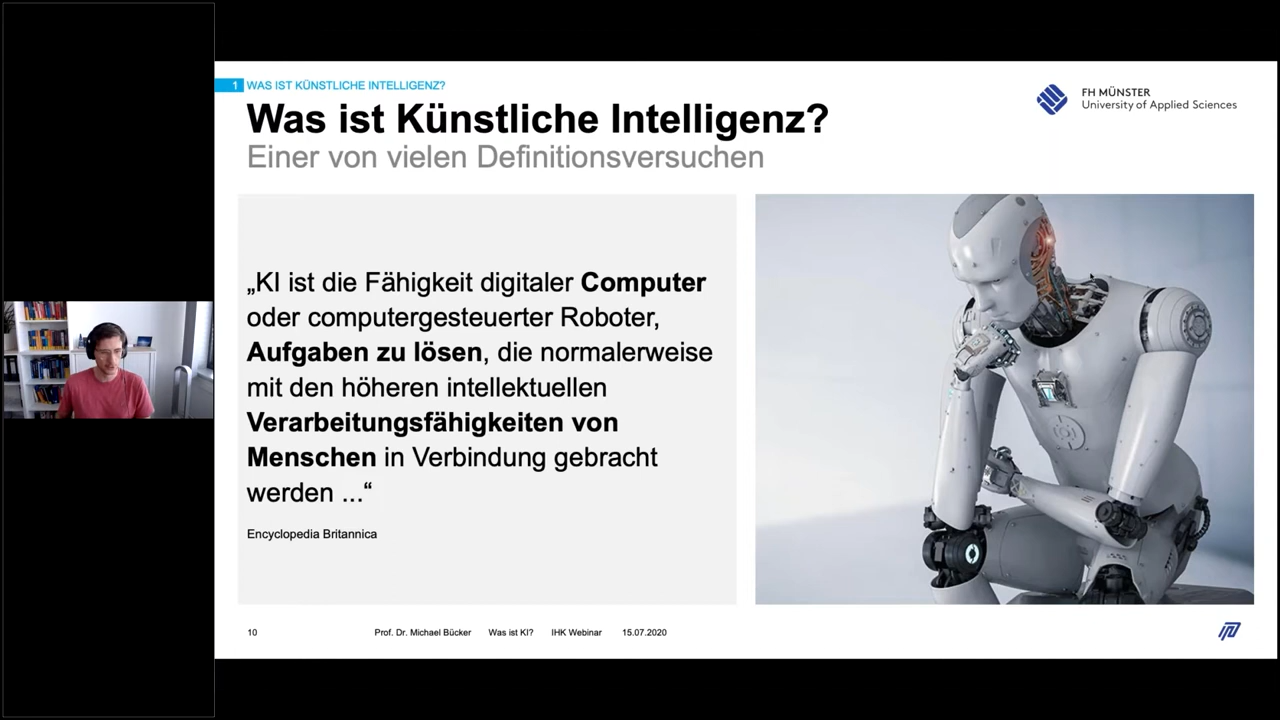 1 WAS IST KÜNSTLICHE INTELLIGENZ?
Was ist Künstliche Intelligenz?
Einer von vielen Definitionsversuchen
FH MÜNSTER
University of Applied Sciences
„KI ist die Fähigkeit digitaler Computer
oder computergesteuerter Roboter,
Aufgaben zu lösen, die normalerweise
mit den höheren intellektuellen
Verarbeitungsfähigkeiten von
Menschen in Verbindung gebracht
werden ...“
Encyclopedia Britannica
10 Prof. Dr. Michael Bücker Was ist KI? IHK Webinar 15.07.2020